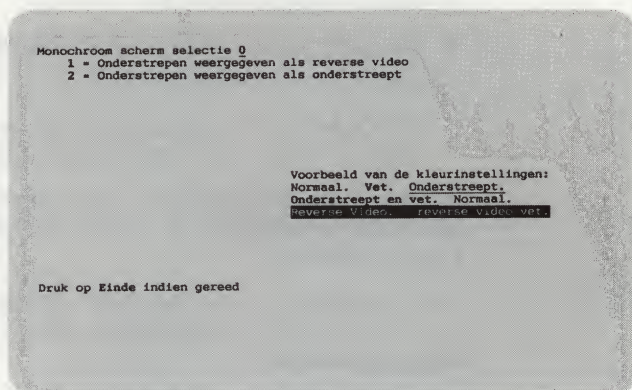 Monochroom scherm selectie 0
1 = Onderstrepen weergegeven als reverse video
2 = Onderstrepen weergegeven als onderstreept
Voorbeeld van de kleurinstellingen:
Normaal. Vet. Onderstreept.
Onderstreept en vet. Normaal.
Reverse Video. reverse video vet.
Druk op Einde indien gereed